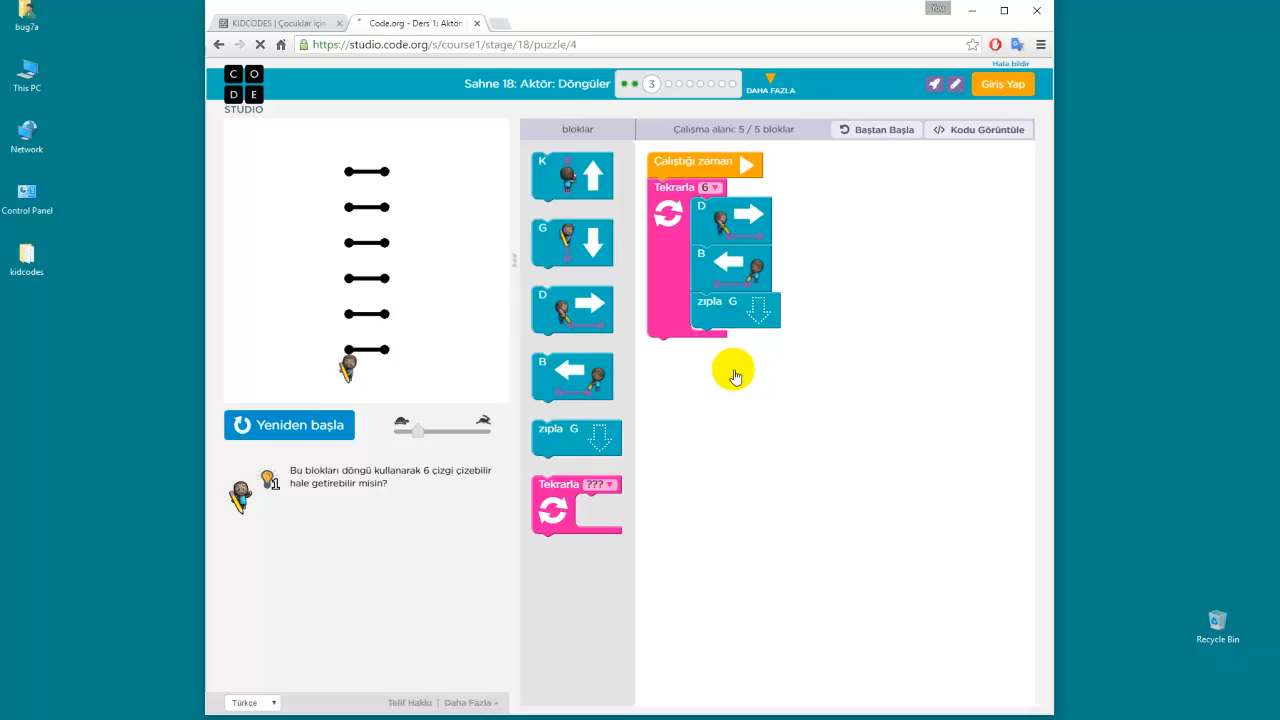 bug7a
This PC
Network
Control Panel
kidcodes
KIDCODES | Çocuklar için
Code.org - Ders 1: Aktör:
You
https://studio.code.org/s/course1/stage/18/puzzle/4
Hata bildir
C O
D E
STUDIO
Sahne 18: Aktör: Döngüler
3
DAHA FAZLA
Giriş Yap
bloklar
Çalışma alanı: 5 / 5 bloklar
Baştan Başla
</> Kodu Görüntüle
K
G
D
B
zıpla G
Tekrarla ???
Çalıştığı zaman
Tekrarla 6
D
B
zıpla G
Yeniden başla
1
Bu blokları döngü kullanarak 6 çizgi çizebilir
hale getirebilir misin?
Türkçe
Telif Hakkı | Daha Fazla
Recycle Bin